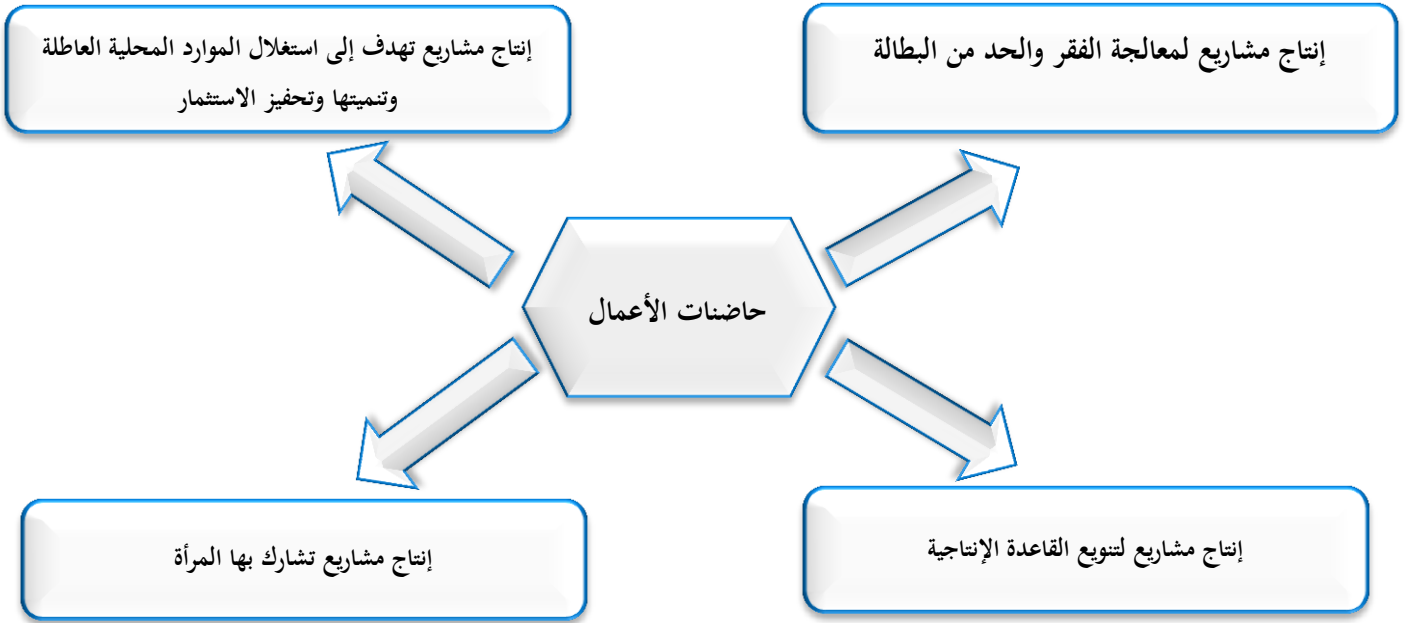 إنتاج مشاريع لمعالجة الفقر والحد من البطالة
إنتاج مشاريع تهدف إلى استغلال الموارد المحلية العاطلة
وتنميتها وتحفيز الاستثمار
حاضنات الأعمال
إنتاج مشاريع لتنويع القاعدة الإنتاجية
إنتاج مشاريع تشارك بها المرأة